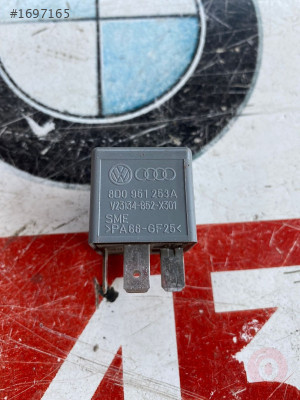 #1697165
8D0 951 253A
V23134-B52-X301
SME
>PA66-GF25<